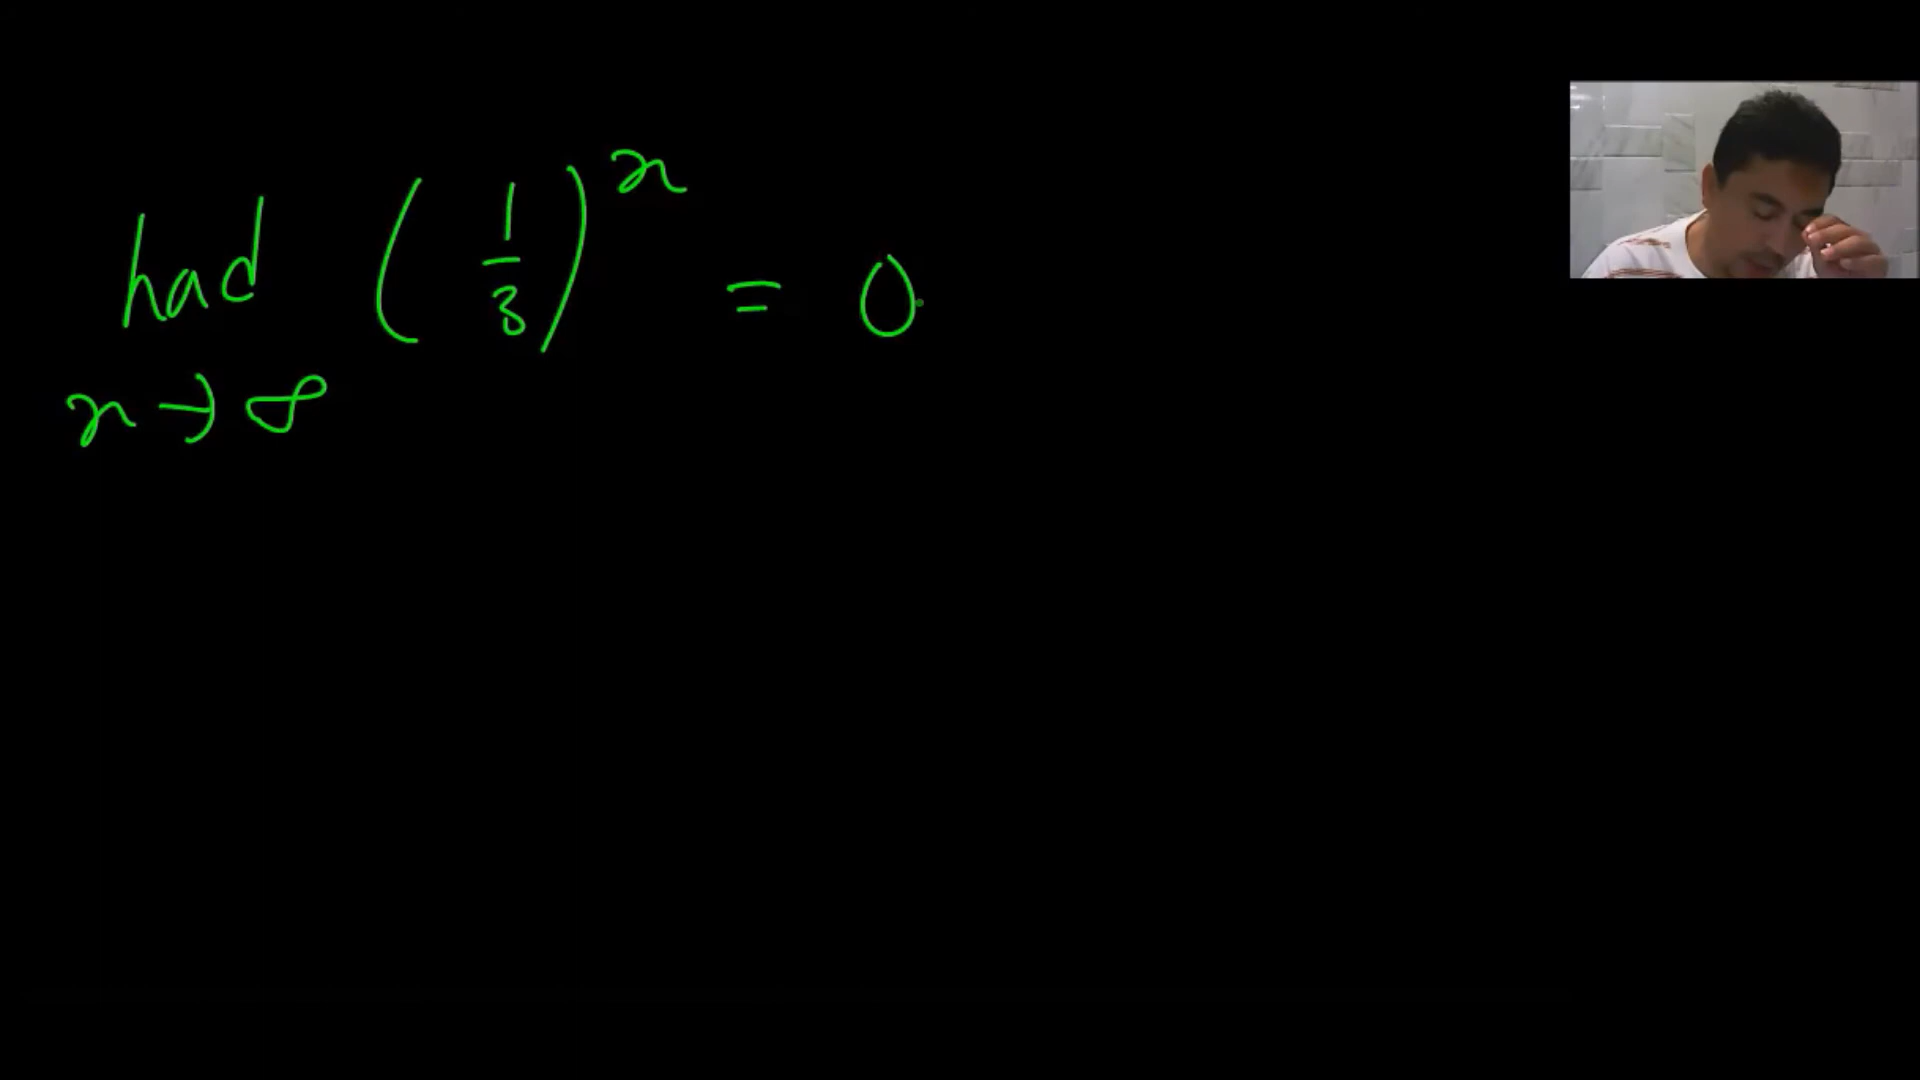 had (1/3)^n = 0
n → ∞